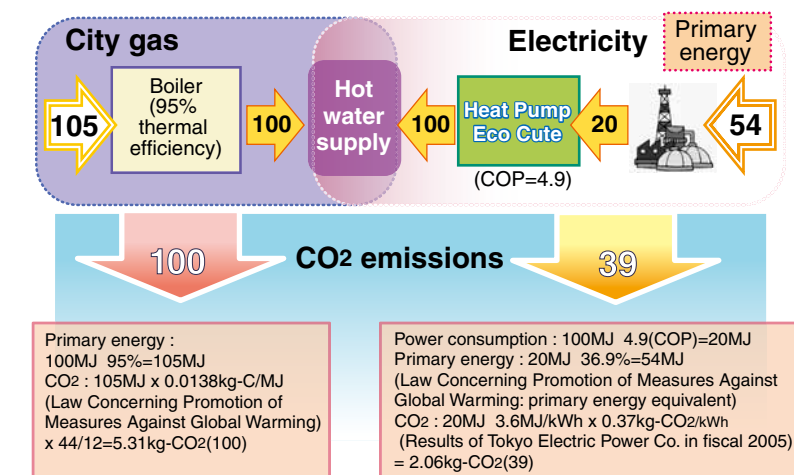 City gas
Electricity
Primary
energy
105
Boiler
(95%
thermal
efficiency)
100
Hot
water
supply
100
Heat Pump
Eco Cute
20
54
(COP=4.9)
100
CO2 emissions
39
Primary energy :
100MJ 95%=105MJ
CO2 : 105MJ x 0.0138kg-C/MJ
(Law Concerning Promotion of
Measures Against Global Warming)
x 44/12=5.31kg-CO2(100)
Power consumption : 100MJ 4.9(COP)=20MJ
Primary energy : 20MJ 36.9%=54MJ
(Law Concerning Promotion of Measures Against
Global Warming: primary energy equivalent)
CO2 : 20MJ 3.6MJ/kWh x 0.37kg-CO2/kWh
(Results of Tokyo Electric Power Co. in fiscal 2005)
= 2.06kg-CO2(39)